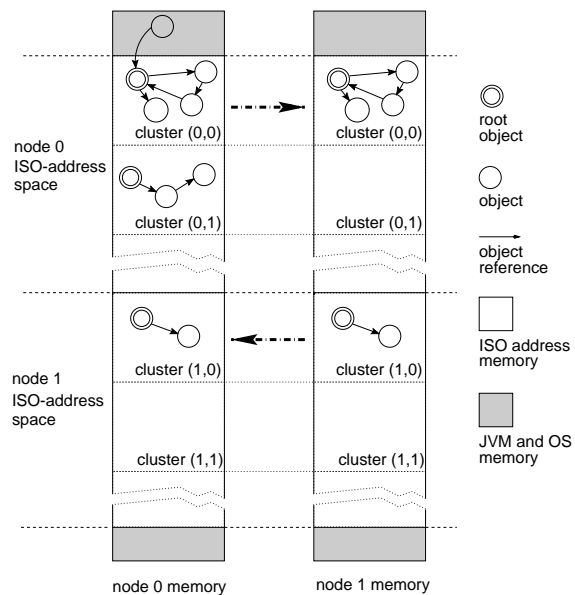 node 0
ISO-address
space
cluster (0,0)
cluster (0,1)
cluster (0,0)
cluster (0,1)
node 1
ISO-address
space
cluster (1,0)
cluster (1,1)
cluster (1,0)
cluster (1,1)
node 0 memory
node 1 memory
root
object
object
object
reference
ISO address
memory
JVM and OS
memory